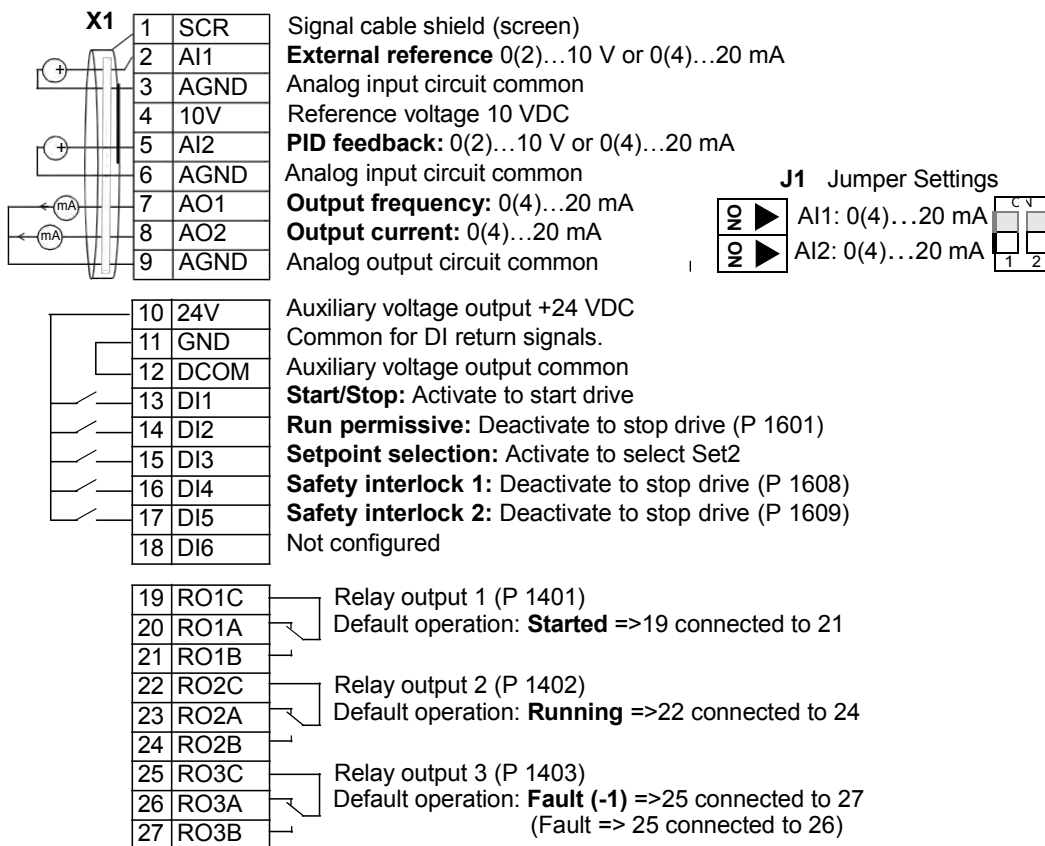 X1
1 SCR Signal cable shield (screen)
2 AI1 External reference 0(2)…10 V or 0(4)…20 mA
3 AGND Analog input circuit common
4 10V Reference voltage 10 VDC
5 AI2 PID feedback: 0(2)…10 V or 0(4)…20 mA
6 AGND Analog input circuit common
7 AO1 Output frequency: 0(4)…20 mA
8 AO2 Output current: 0(4)…20 mA
9 AGND Analog output circuit common
+
+
mA
mA
J1 Jumper Settings
ON AI1: 0(4)…20 mA
ON AI2: 0(4)…20 mA
1 2
10 24V Auxiliary voltage output +24 VDC
11 GND Common for DI return signals.
12 DCOM Auxiliary voltage output common
13 DI1 Start/Stop: Activate to start drive
14 DI2 Run permissive: Deactivate to stop drive (P 1601)
15 DI3 Setpoint selection: Activate to select Set2
16 DI4 Safety interlock 1: Deactivate to stop drive (P 1608)
17 DI5 Safety interlock 2: Deactivate to stop drive (P 1609)
18 DI6 Not configured
19 RO1C Relay output 1 (P 1401)
20 RO1A Default operation: Started =>19 connected to 21
21 RO1B
22 RO2C Relay output 2 (P 1402)
23 RO2A Default operation: Running =>22 connected to 24
24 RO2B
25 RO3C Relay output 3 (P 1403)
26 RO3A Default operation: Fault (-1) =>25 connected to 27
27 RO3B (Fault => 25 connected to 26)